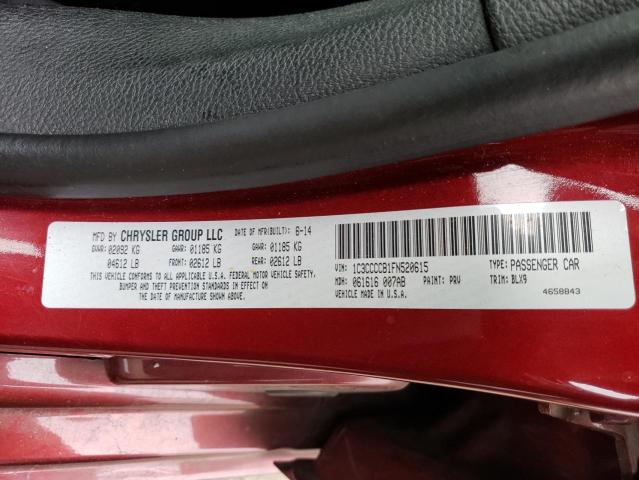 MFD BY CHRYSLER GROUP LLC DATE OF MFR(BUILT): 6-14
GVWR: 02092 KG GAWR: 01185 KG GAWR: 01185 KG
04612 LB FRONT: 02612 LB REAR: 02612 LB
THIS VEHICLE CONFORMS TO ALL APPLICABLE U.S.A. FEDERAL MOTOR VEHICLE SAFETY,
BUMPER AND THEFT PREVENTION STANDARDS IN EFFECT ON
THE DATE OF MANUFACTURE SHOWN ABOVE.
VIN: 1C3CCCCB1FN520615 TYPE: PASSENGER CAR
MDH: 061616 007AB PAINT: PRV TRIM: BLX9
VEHICLE MADE IN U.S.A. 4658843